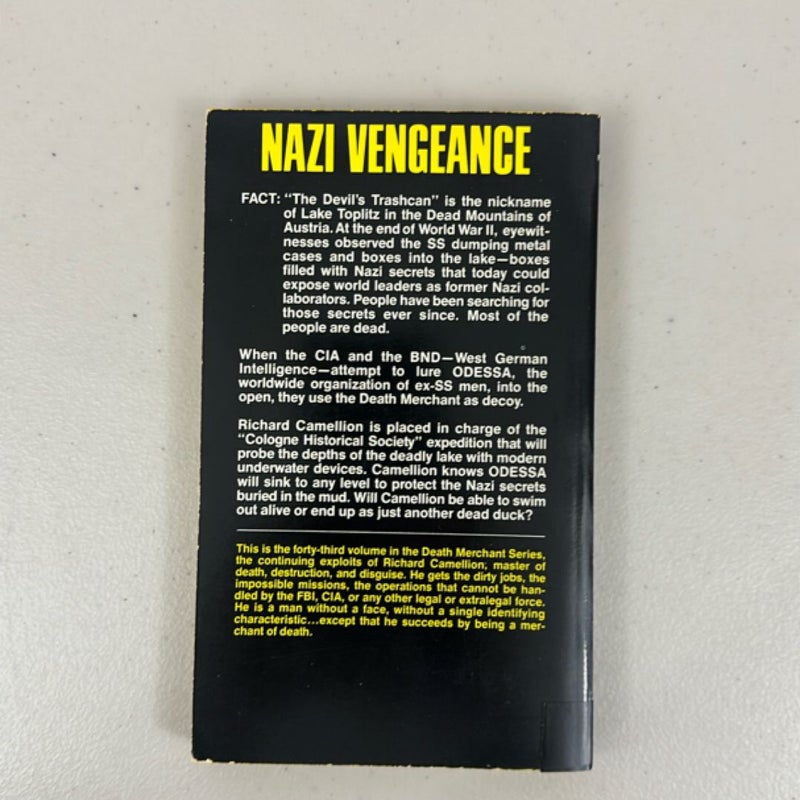 NAZI VENGEANCE
FACT: “The Devil’s Trashcan” is the nickname
of Lake Toplitz in the Dead Mountains of
Austria. At the end of World War II, eyewit-
nesses observed the SS dumping metal
cases and boxes into the lake—boxes
filled with Nazi secrets that today could
expose world leaders as former Nazi col-
laborators. People have been searching for
those secrets ever since. Most of the
people are dead.
When the CIA and the BND—West German
Intelligence—attempt to lure ODESSA, the
worldwide organization of ex-SS men, into the
open, they use the Death Merchant as decoy.
Richard Camellion is placed in charge of the
“Cologne Historical Society” expedition that will
probe the depths of the deadly lake with modern
underwater devices. Camellion knows ODESSA
will sink to any level to protect the Nazi secrets
buried in the mud. Will Camellion be able to swim
out alive or end up as just another dead duck?
This is the forty-third volume in the Death Merchant Series,
the continuing exploits of Richard Camellion, master of
death, destruction, and disguise. He gets the dirty jobs, the
impossible missions, the operations that cannot be han-
dled by the FBI, CIA, or any other legal or extralegal force.
He is a man without a face, without a single identifying
characteristic...except that he succeeds by being a mer-
chant of death.